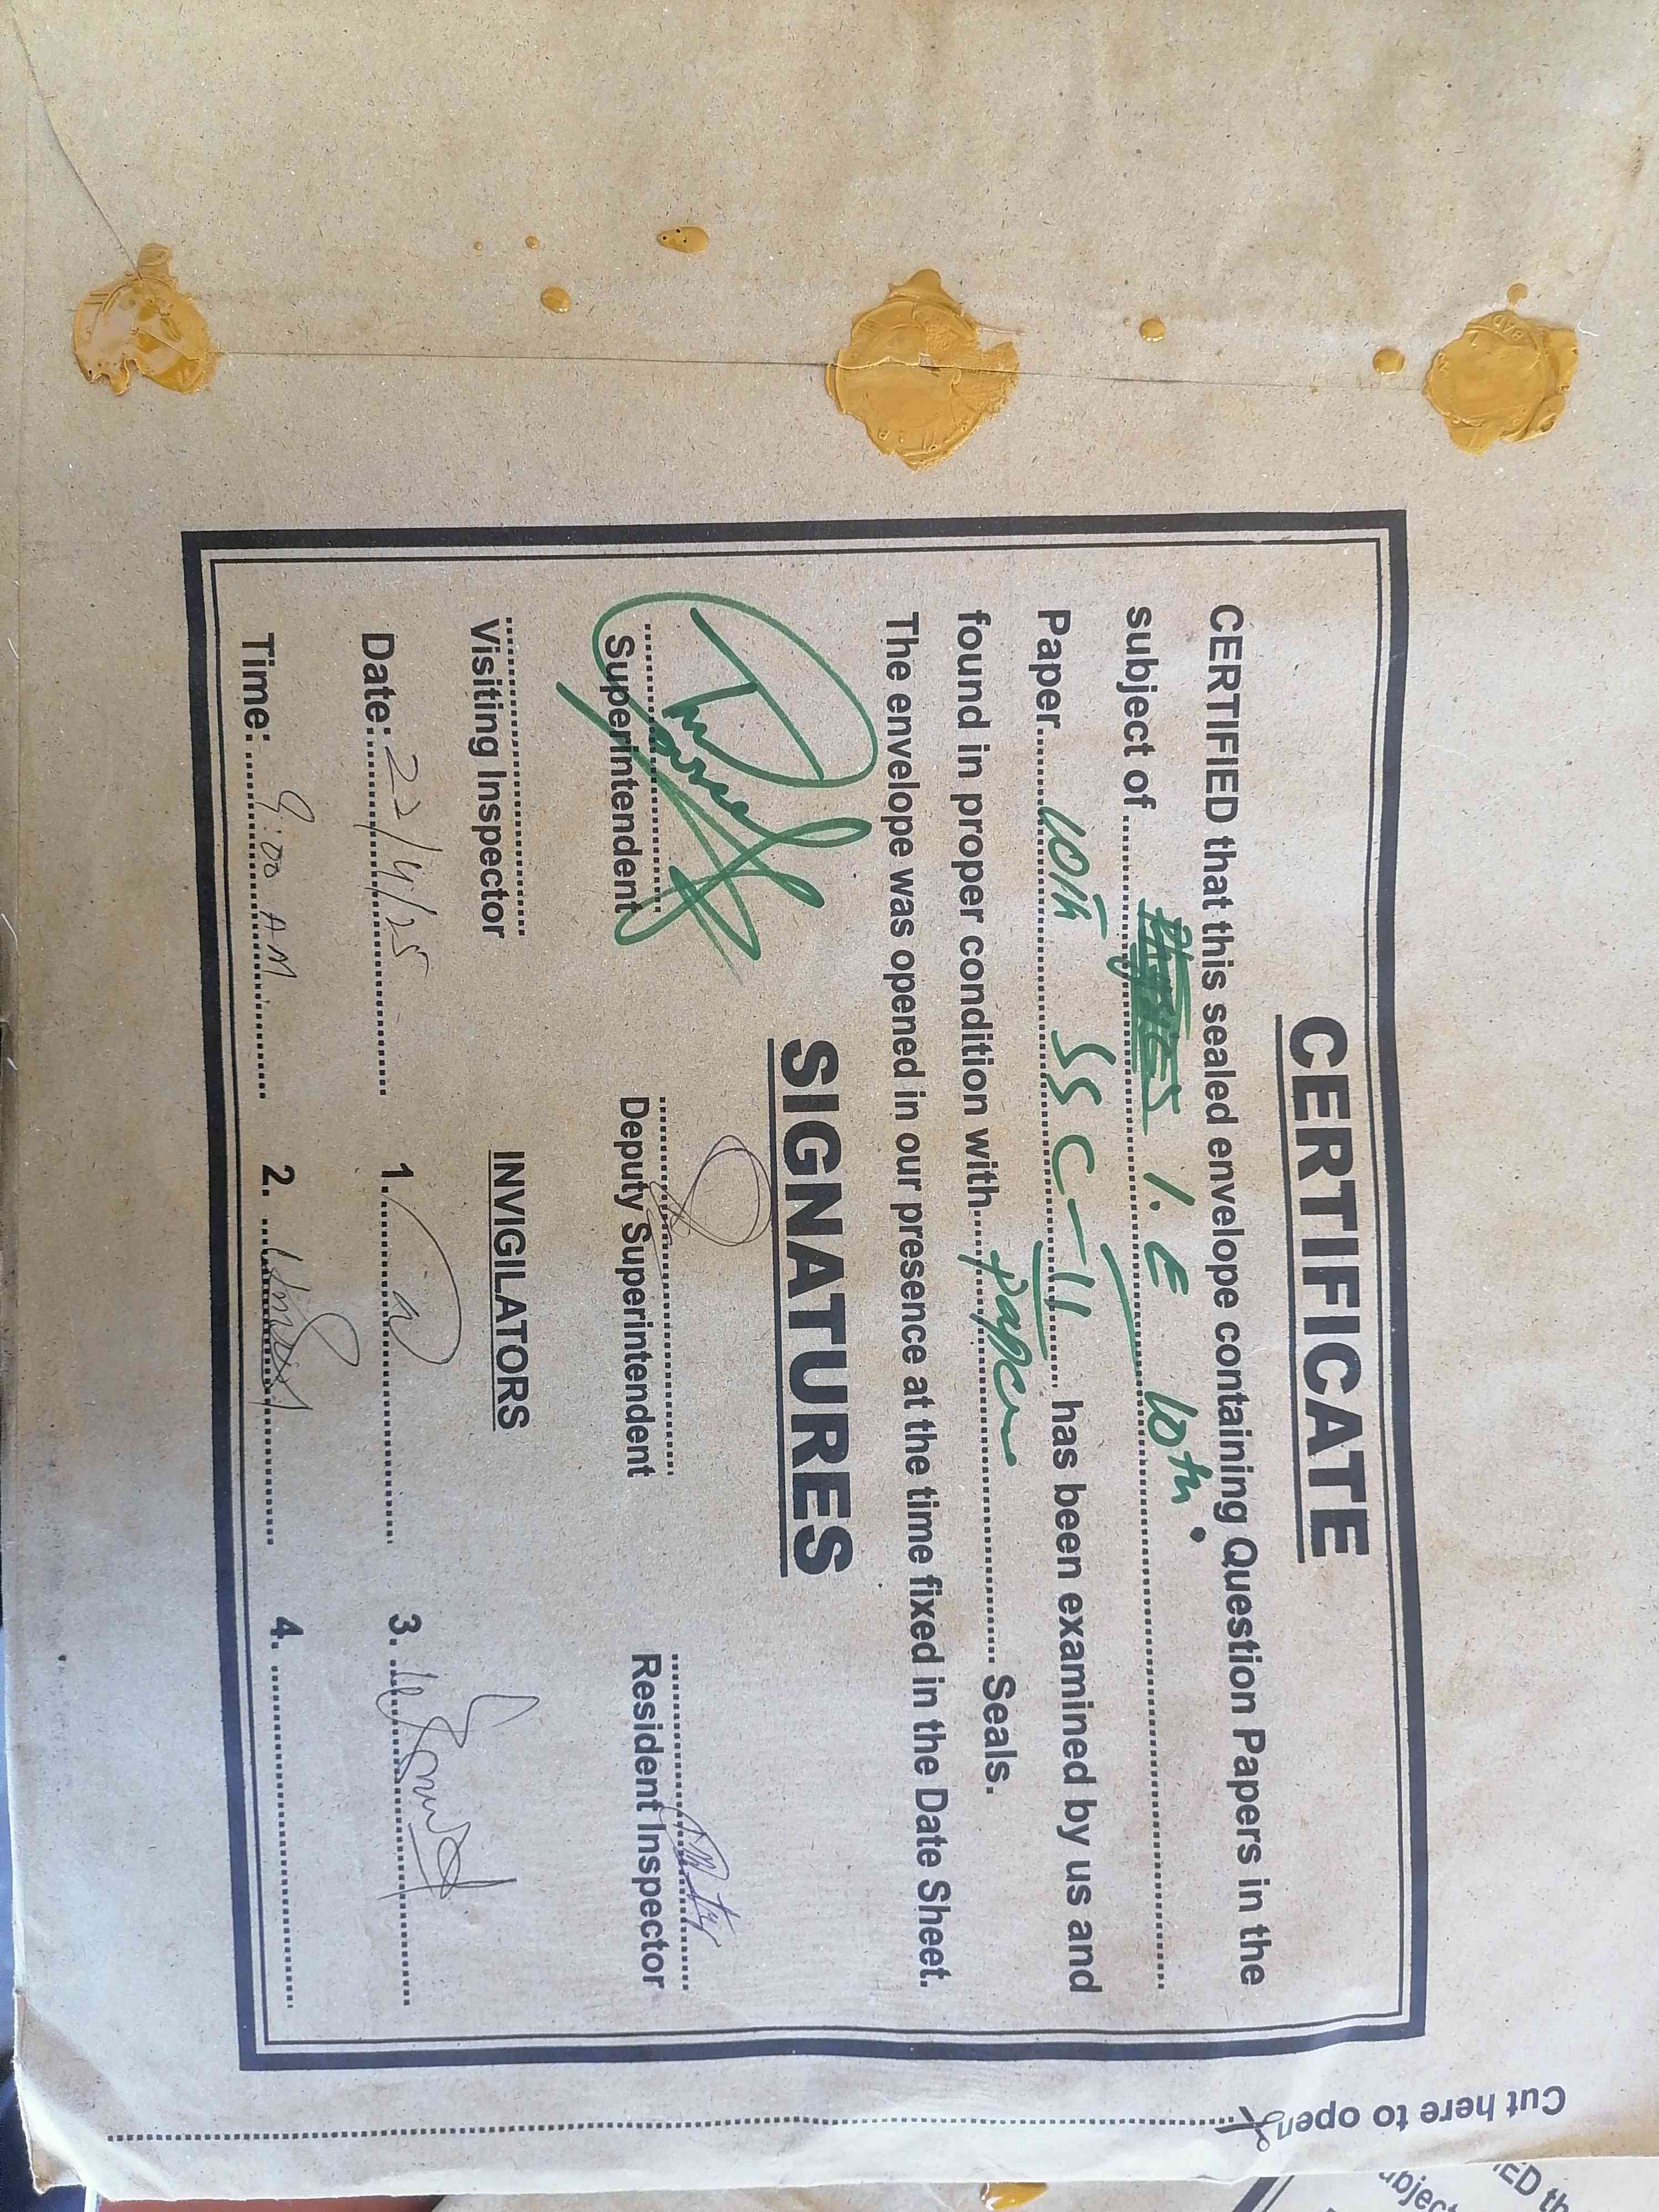 CERTIFICATE
CERTIFIED that this sealed envelope containing Question Papers in the
subject of ........ I.E 10th ........
Paper..... 10th SSC-II ..... has been examined by us and
found in proper condition with..... Paper ..... Seals.
The envelope was opened in our presence at the time fixed in the Date Sheet.
SIGNATURES
Superintendent Deputy Superintendent Resident Inspector
Visiting Inspector INVIGILATORS
Date: 22/4/25 1. 3.
Time: 9:00 AM 2. 4.
Cut here to open